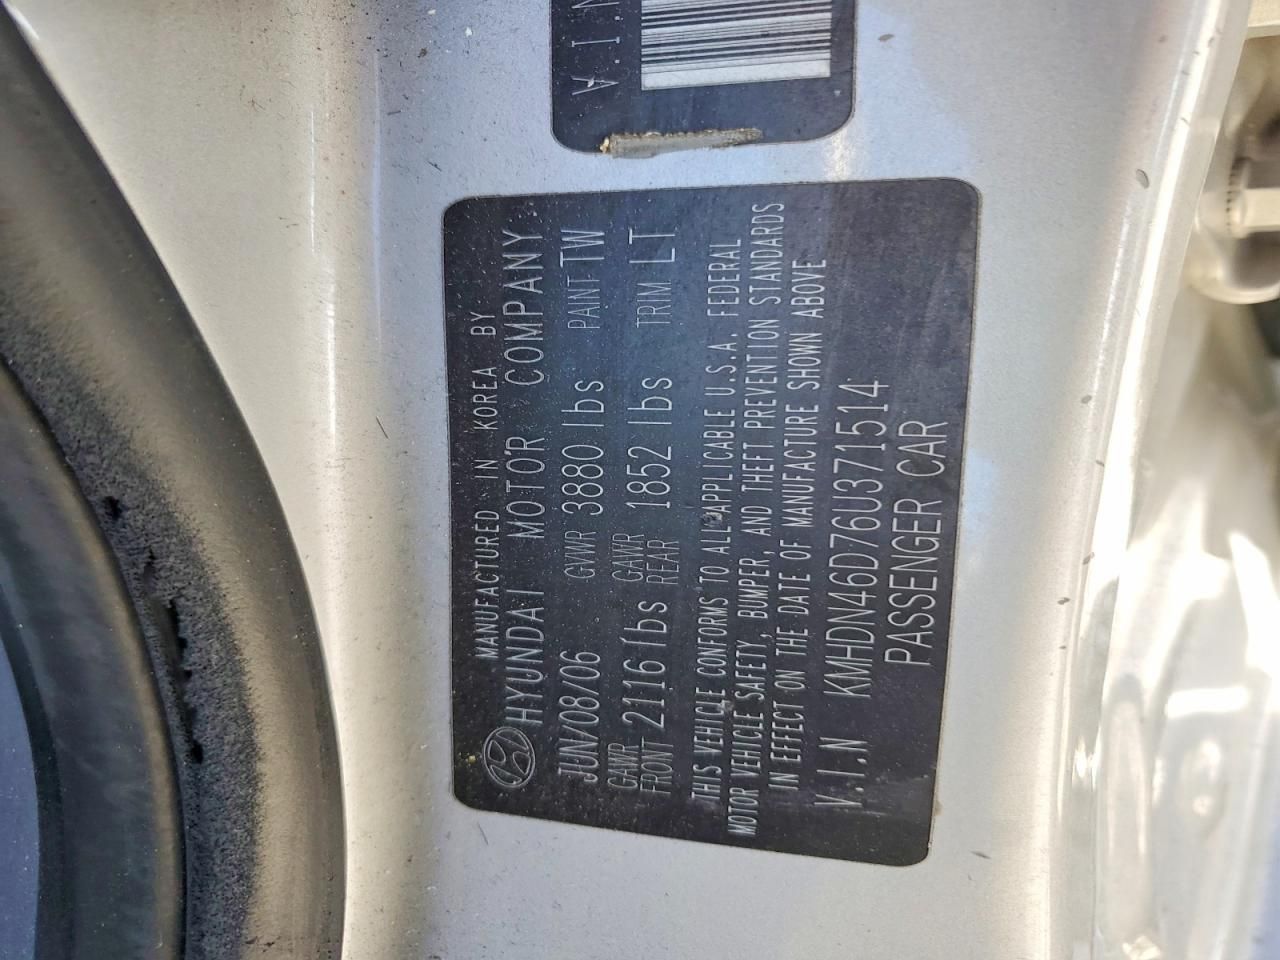 V.I.N
MANUFACTURED IN KOREA BY
HYUNDAI MOTOR COMPANY
JUN/08/06 GVWR 3880 lbs PAINT TW
GAWR FRONT 2116 lbs GAWR REAR 1852 lbs TRIM LT
THIS VEHICLE CONFORMS TO ALL APPLICABLE U.S.A. FEDERAL
MOTOR VEHICLE SAFETY, BUMPER, AND THEFT PREVENTION STANDARDS
IN EFFECT ON THE DATE OF MANUFACTURE SHOWN ABOVE
V.I.N KMHDN46D76U371514
PASSENGER CAR